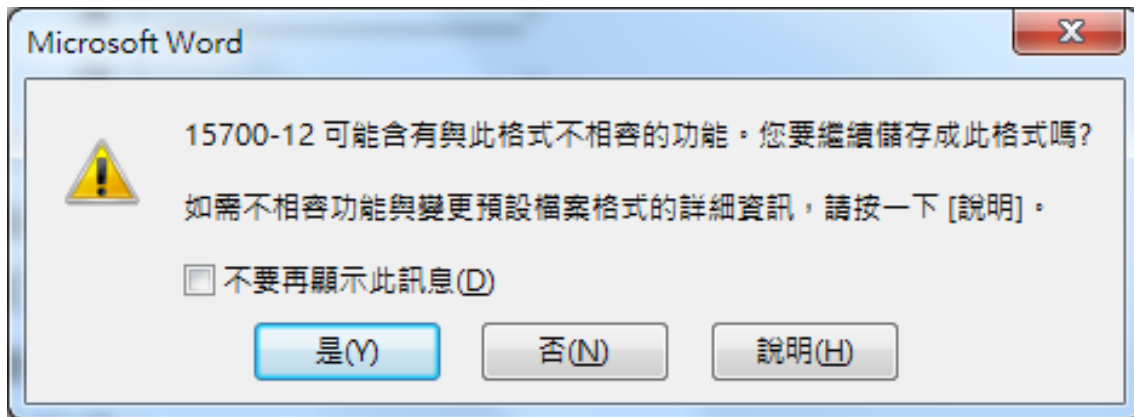 Microsoft Word
15700-12 可能含有與此格式不相容的功能。您要繼續儲存成此格式嗎?
如需不相容功能與變更預設檔案格式的詳細資訊，請按一下 [說明]。
不要再顯示此訊息(D)
是(Y) 否(N) 說明(H)